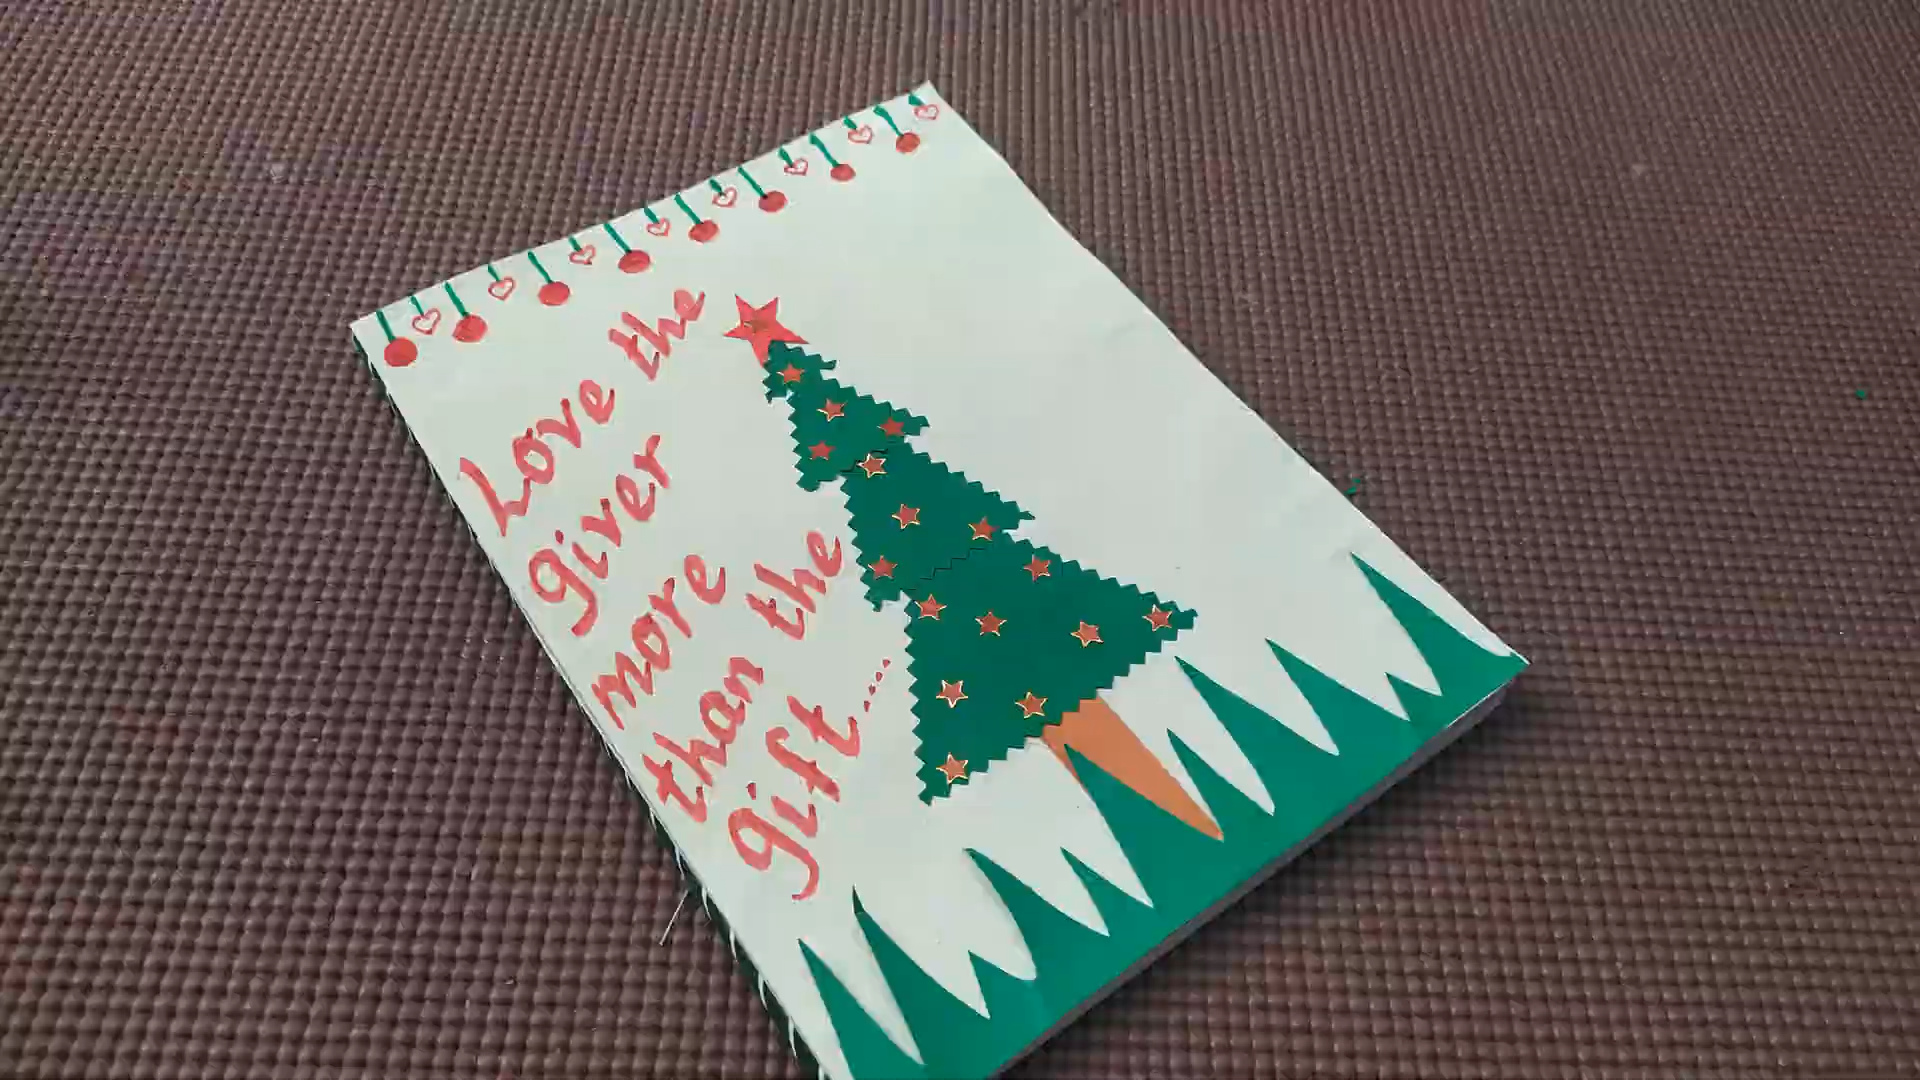 Love the
Giver
more
than the
Gift.....